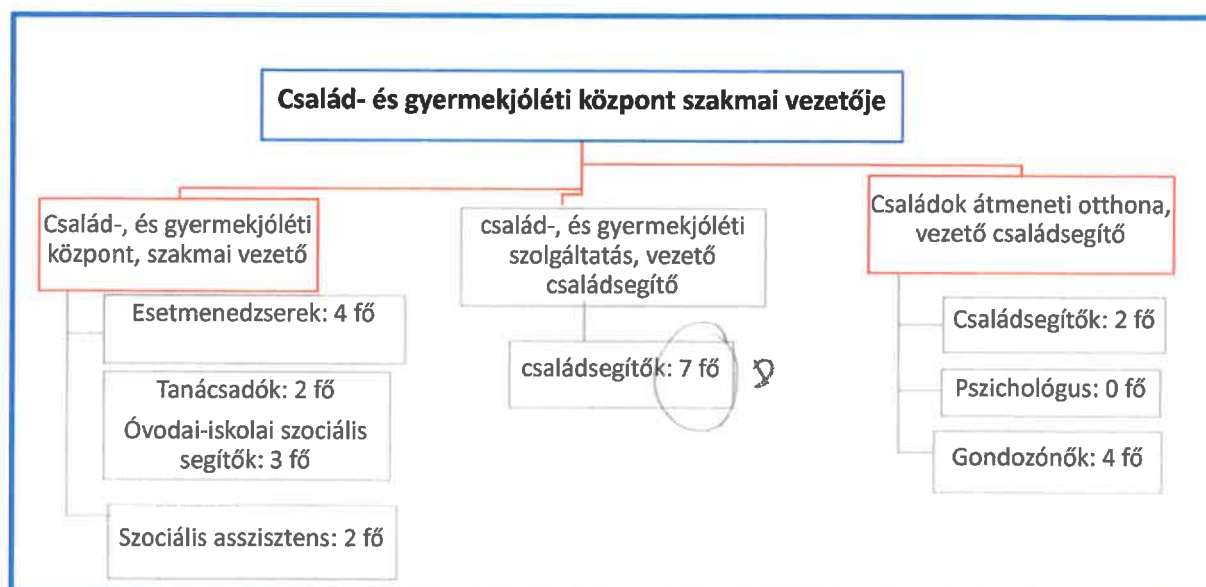 Család- és gyermekjóléti központ szakmai vezetője
Család-, és gyermekjóléti
központ, szakmai vezető
Esetmenedzserek: 4 fő
Tanácsadók: 2 fő
Óvodai-iskolai szociális
segítők: 3 fő
Szociális asszisztens: 2 fő
család-, és gyermekjóléti
szolgáltatás, vezető
családsegítő
családsegítők: 7 fő
Családok átmeneti otthona,
vezető családsegítő
Családsegítők: 2 fő
Pszichológus: 0 fő
Gondozónők: 4 fő